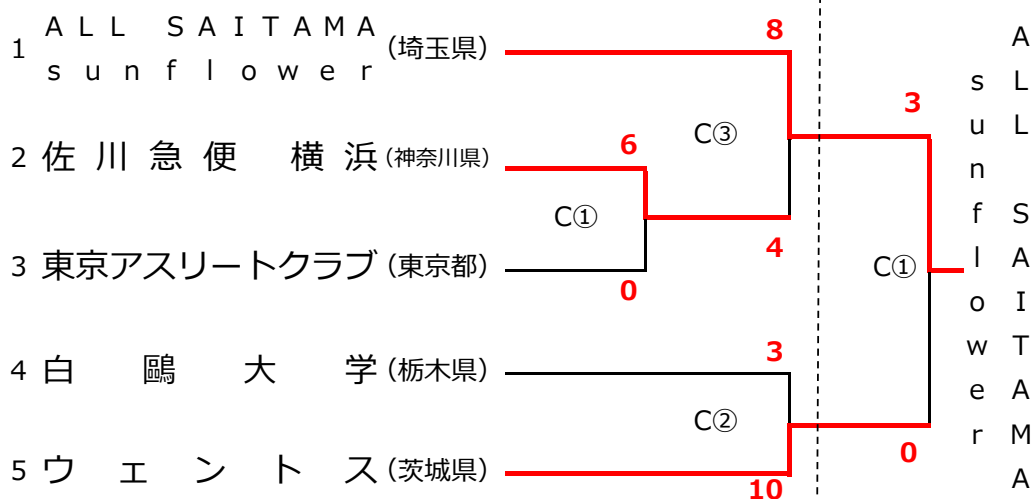 1 ALL SAITAMA sunflower (埼玉県)
8
3
C③
2 佐川急便 横浜 (神奈川県)
6
C①
4
3 東京アスリートクラブ (東京都)
0
C①
4 白鷗大学 (栃木県)
3
C②
0
5 ウェントス (茨城県)
10
ALL SAITAMA
sunflower